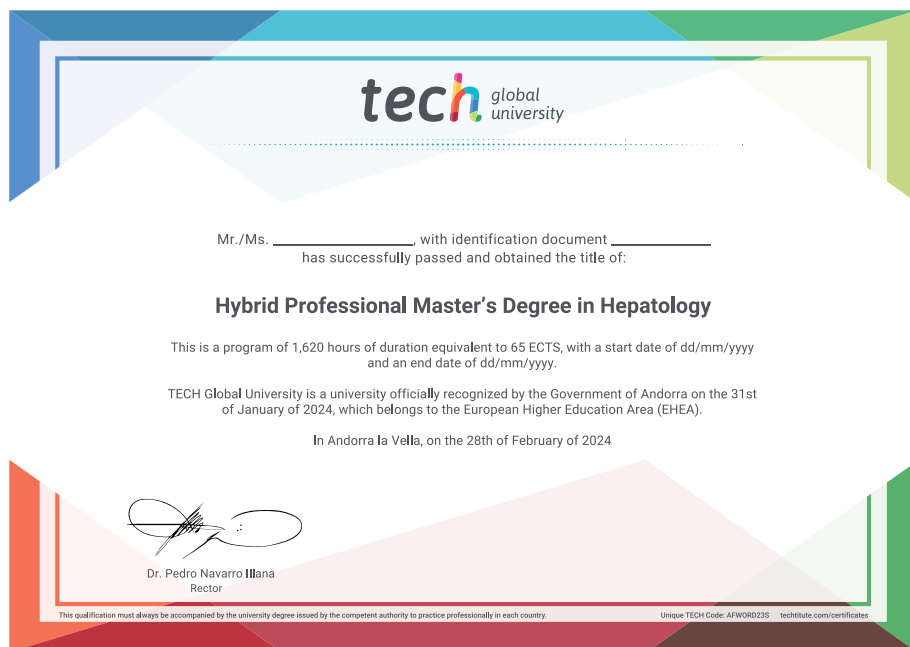 tech global
university
Mr./Ms. ________________, with identification document ____________
has successfully passed and obtained the title of:
Hybrid Professional Master’s Degree in Hepatology
This is a program of 1,620 hours of duration equivalent to 65 ECTS, with a start date of dd/mm/yyyy
and an end date of dd/mm/yyyy.
TECH Global University is a university officially recognized by the Government of Andorra on the 31st
of January of 2024, which belongs to the European Higher Education Area (EHEA).
In Andorra la Vella, on the 28th of February of 2024
Dr. Pedro Navarro Illana
Rector
This qualification must always be accompanied by the university degree issued by the competent authority to practice professionally in each country. Unique TECH Code: AFWORD23S techtitute.com/certificates